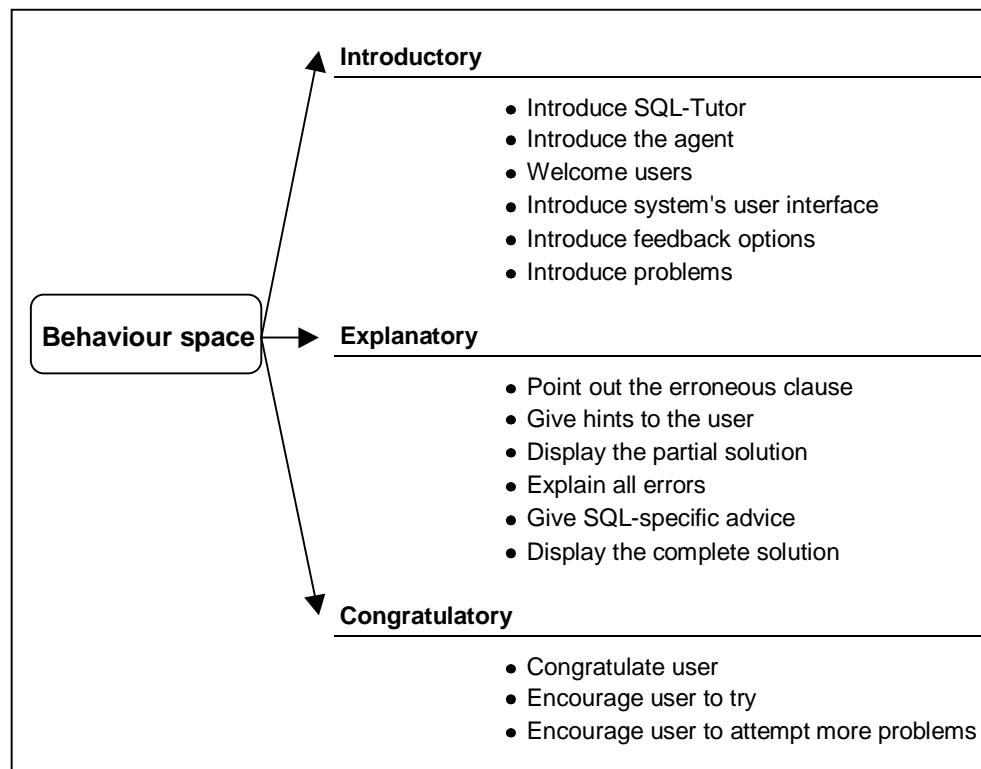 Introductory
• Introduce SQL-Tutor
• Introduce the agent
• Welcome users
• Introduce system's user interface
• Introduce feedback options
• Introduce problems
Behaviour space
Explanatory
• Point out the erroneous clause
• Give hints to the user
• Display the partial solution
• Explain all errors
• Give SQL-specific advice
• Display the complete solution
Congratulatory
• Congratulate user
• Encourage user to try
• Encourage user to attempt more problems